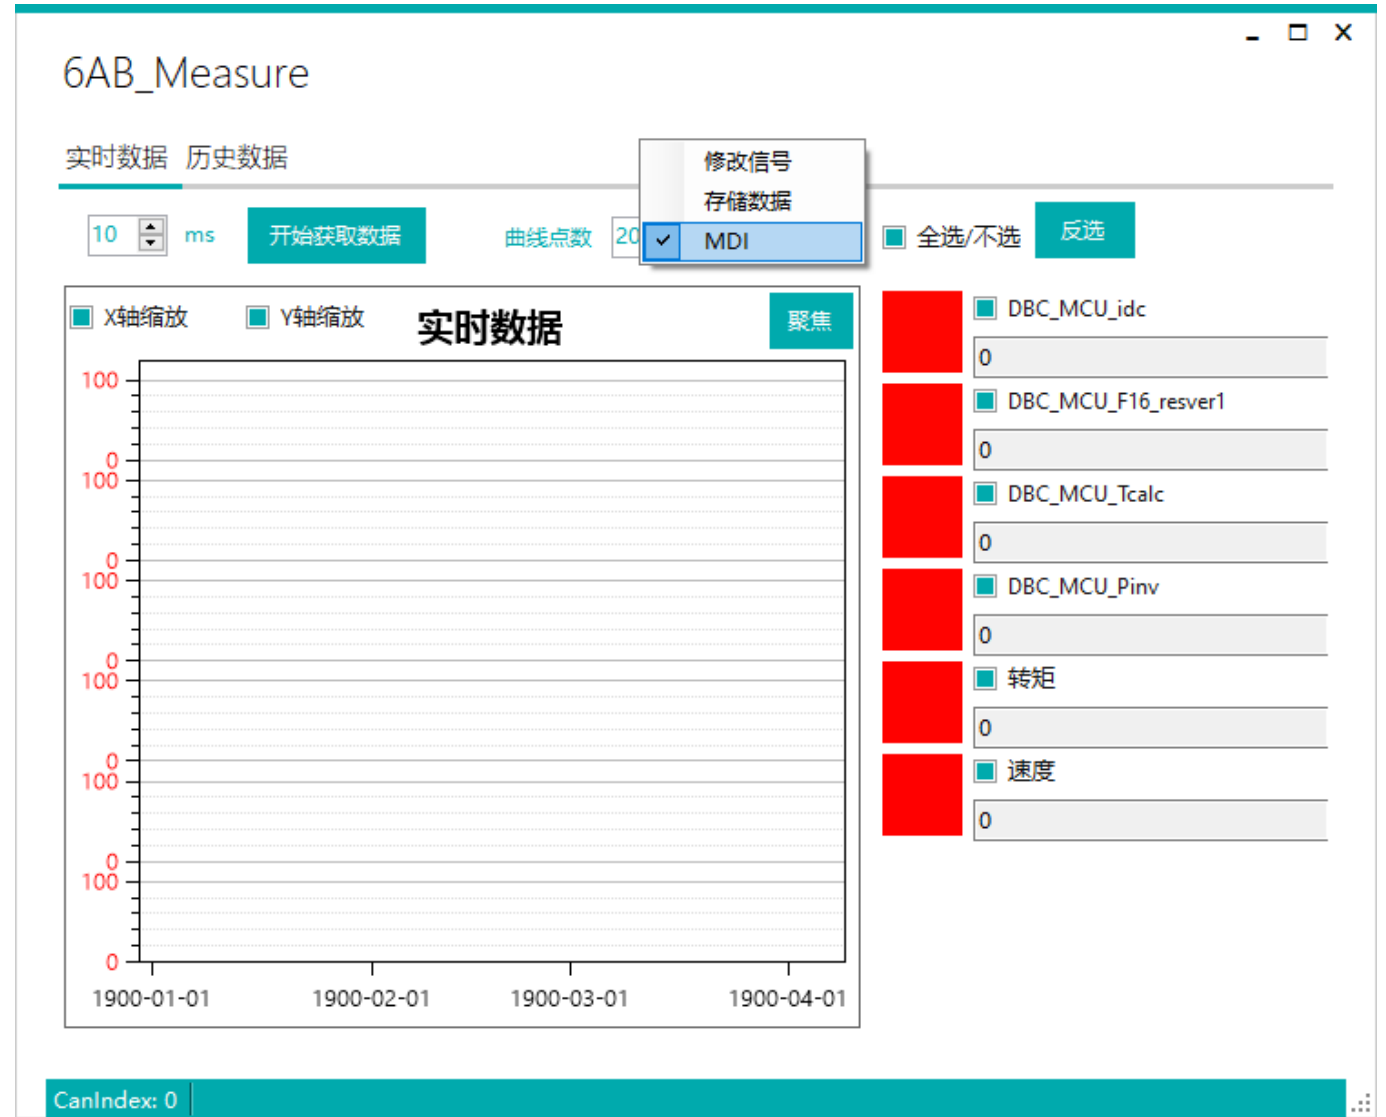 6AB_Measure
实时数据 历史数据
修改信号
存储数据
MDI
10 ms 开始获取数据 曲线点数 20 全选/不选 反选
X轴缩放 Y轴缩放 实时数据 聚焦
DBC_MCU_idc
0
DBC_MCU_F16_resver1
0
DBC_MCU_Tcalc
0
DBC_MCU_Pinv
0
转矩
0
速度
0
100
0
100
0
100
0
100
0
100
0
100
0
1900-01-01 1900-02-01 1900-03-01 1900-04-01
CanIndex: 0